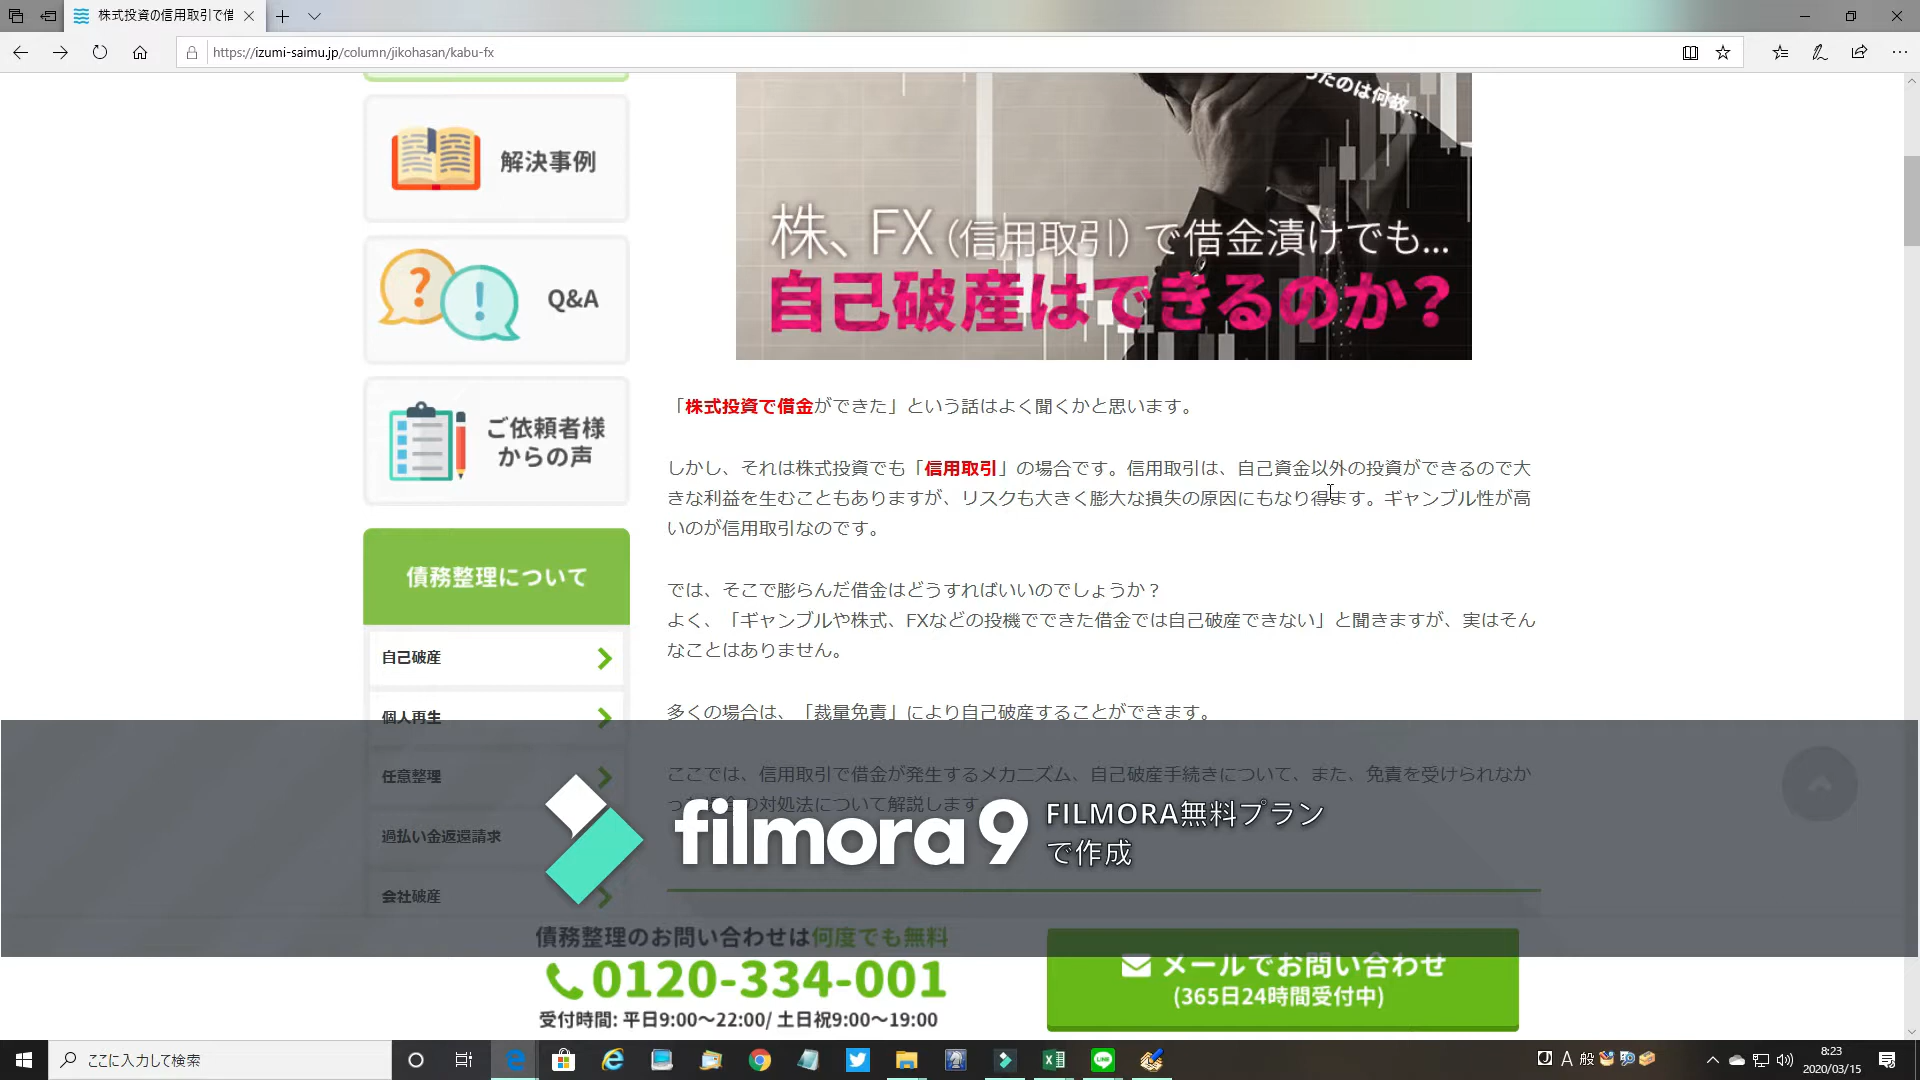 株式投資の信用取引で借
https://izumi-saimu.jp/column/jikohasan/kabu-fx
解決事例
Q&A
ご依頼者様
からの声
債務整理について
自己破産
個人再生
任意整理
過払い金返還請求
会社破産
ったのは何故…
株、FX（信用取引）で借金漬けでも...
自己破産はできるのか？
「株式投資で借金ができた」という話はよく聞くかと思います。
しかし、それは株式投資でも「信用取引」の場合です。信用取引は、自己資金以外の投資ができるので大
きな利益を生むこともありますが、リスクも大きく膨大な損失の原因にもなり得ます。ギャンブル性が高
いのが信用取引なのです。
では、そこで膨らんだ借金はどうすればいいのでしょうか？
よく、「ギャンブルや株式、FXなどの投機でできた借金では自己破産できない」と聞きますが、実はそん
なことはありません。
多くの場合は、「裁量免責」により自己破産することができます。
ここでは、信用取引で借金が発生するメカニズム、自己破産手続きについて、また、免責を受けられなか
の対処法について解説します。
filmora9
FILMORA無料プラン
で作成
債務整理のお問い合わせは何度でも無料
0120-334-001
受付時間: 平日9:00～22:00/ 土日祝9:00～19:00
メールでお問い合わせ
(365日24時間受付中)
ここに入力して検索
A 般
8:23
2020/03/15